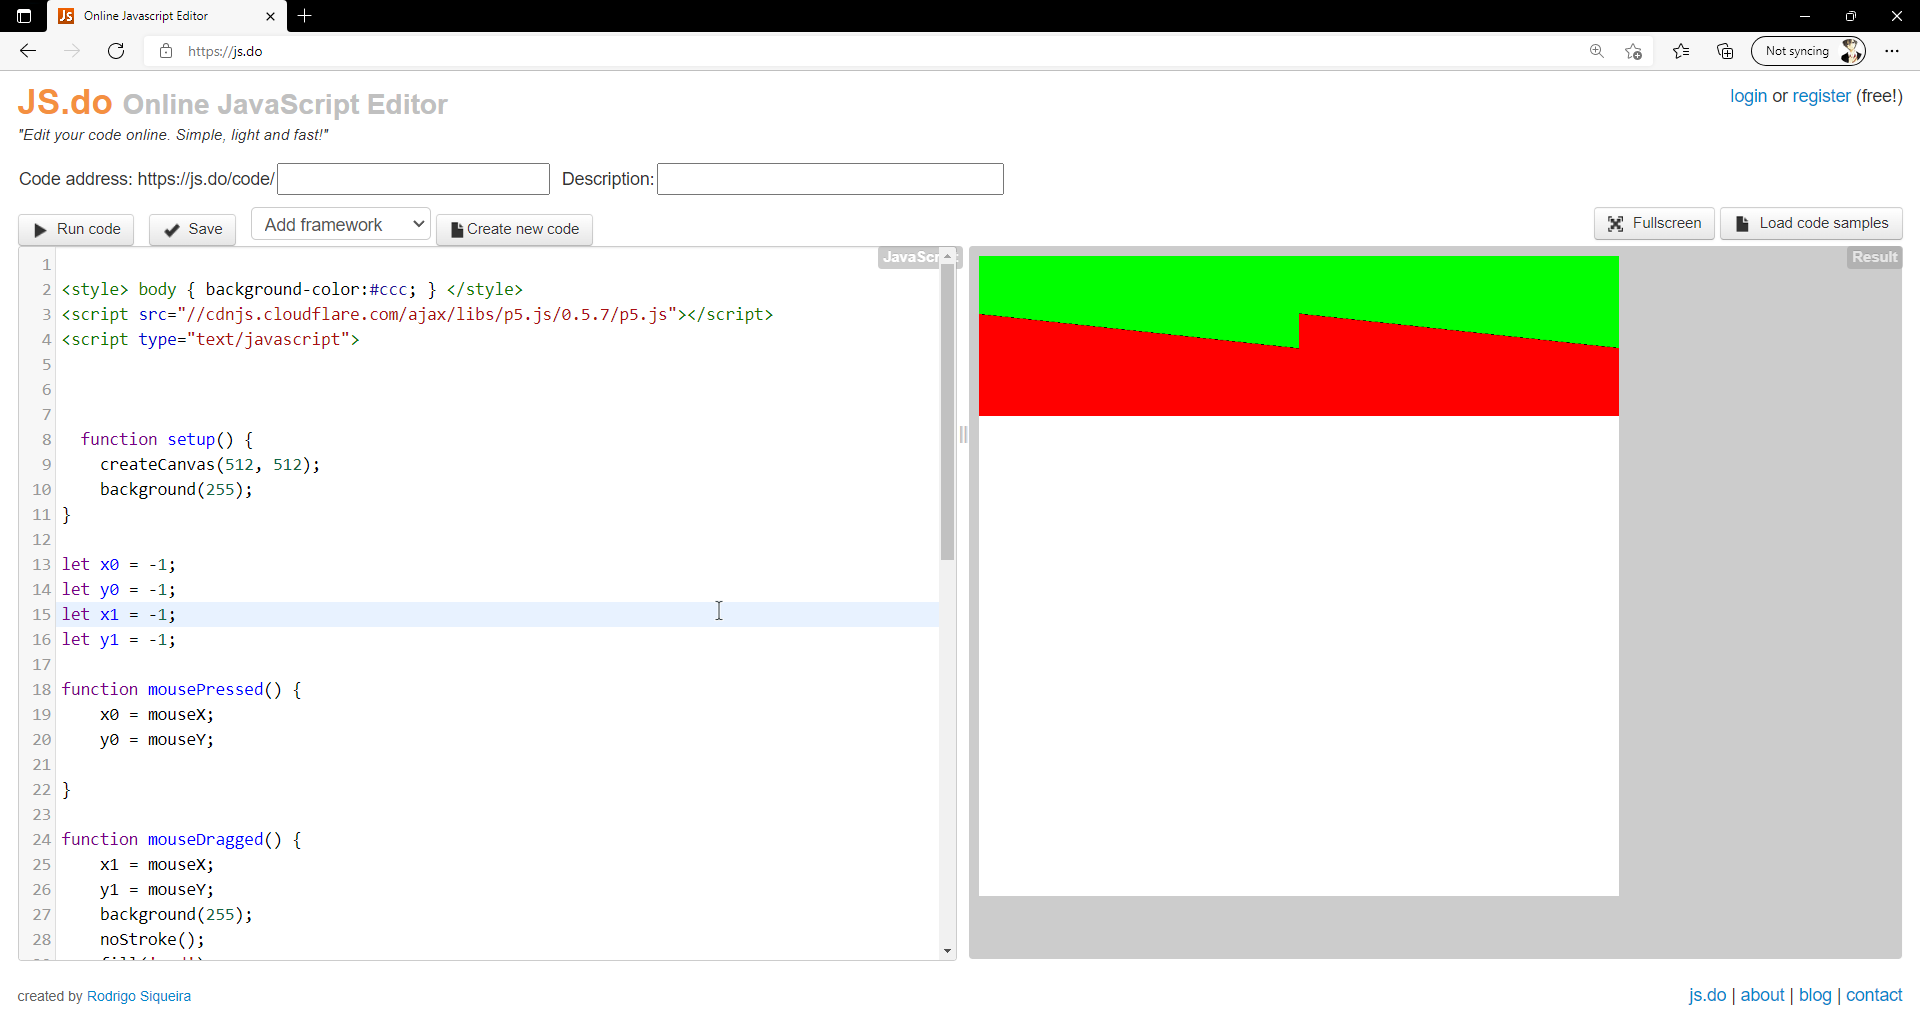 Online Javascript Editor
https://js.do
Not syncing
JS.do Online JavaScript Editor
login or register (free!)
"Edit your code online. Simple, light and fast!"
Code address: https://js.do/code/
Description:
Run code
Save
Add framework
Create new code
Fullscreen
Load code samples
JavaScr
Result
1
2 <style> body { background-color:#ccc; } </style>
3 <script src="//cdnjs.cloudflare.com/ajax/libs/p5.js/0.5.7/p5.js"></script>
4 <script type="text/javascript">
5
6
7
8 function setup() {
9 createCanvas(512, 512);
10 background(255);
11 }
12
13 let x0 = -1;
14 let y0 = -1;
15 let x1 = -1;
16 let y1 = -1;
17
18 function mousePressed() {
19 x0 = mouseX;
20 y0 = mouseY;
21
22 }
23
24 function mouseDragged() {
25 x1 = mouseX;
26 y1 = mouseY;
27 background(255);
28 noStroke();
created by Rodrigo Siqueira
js.do | about | blog | contact